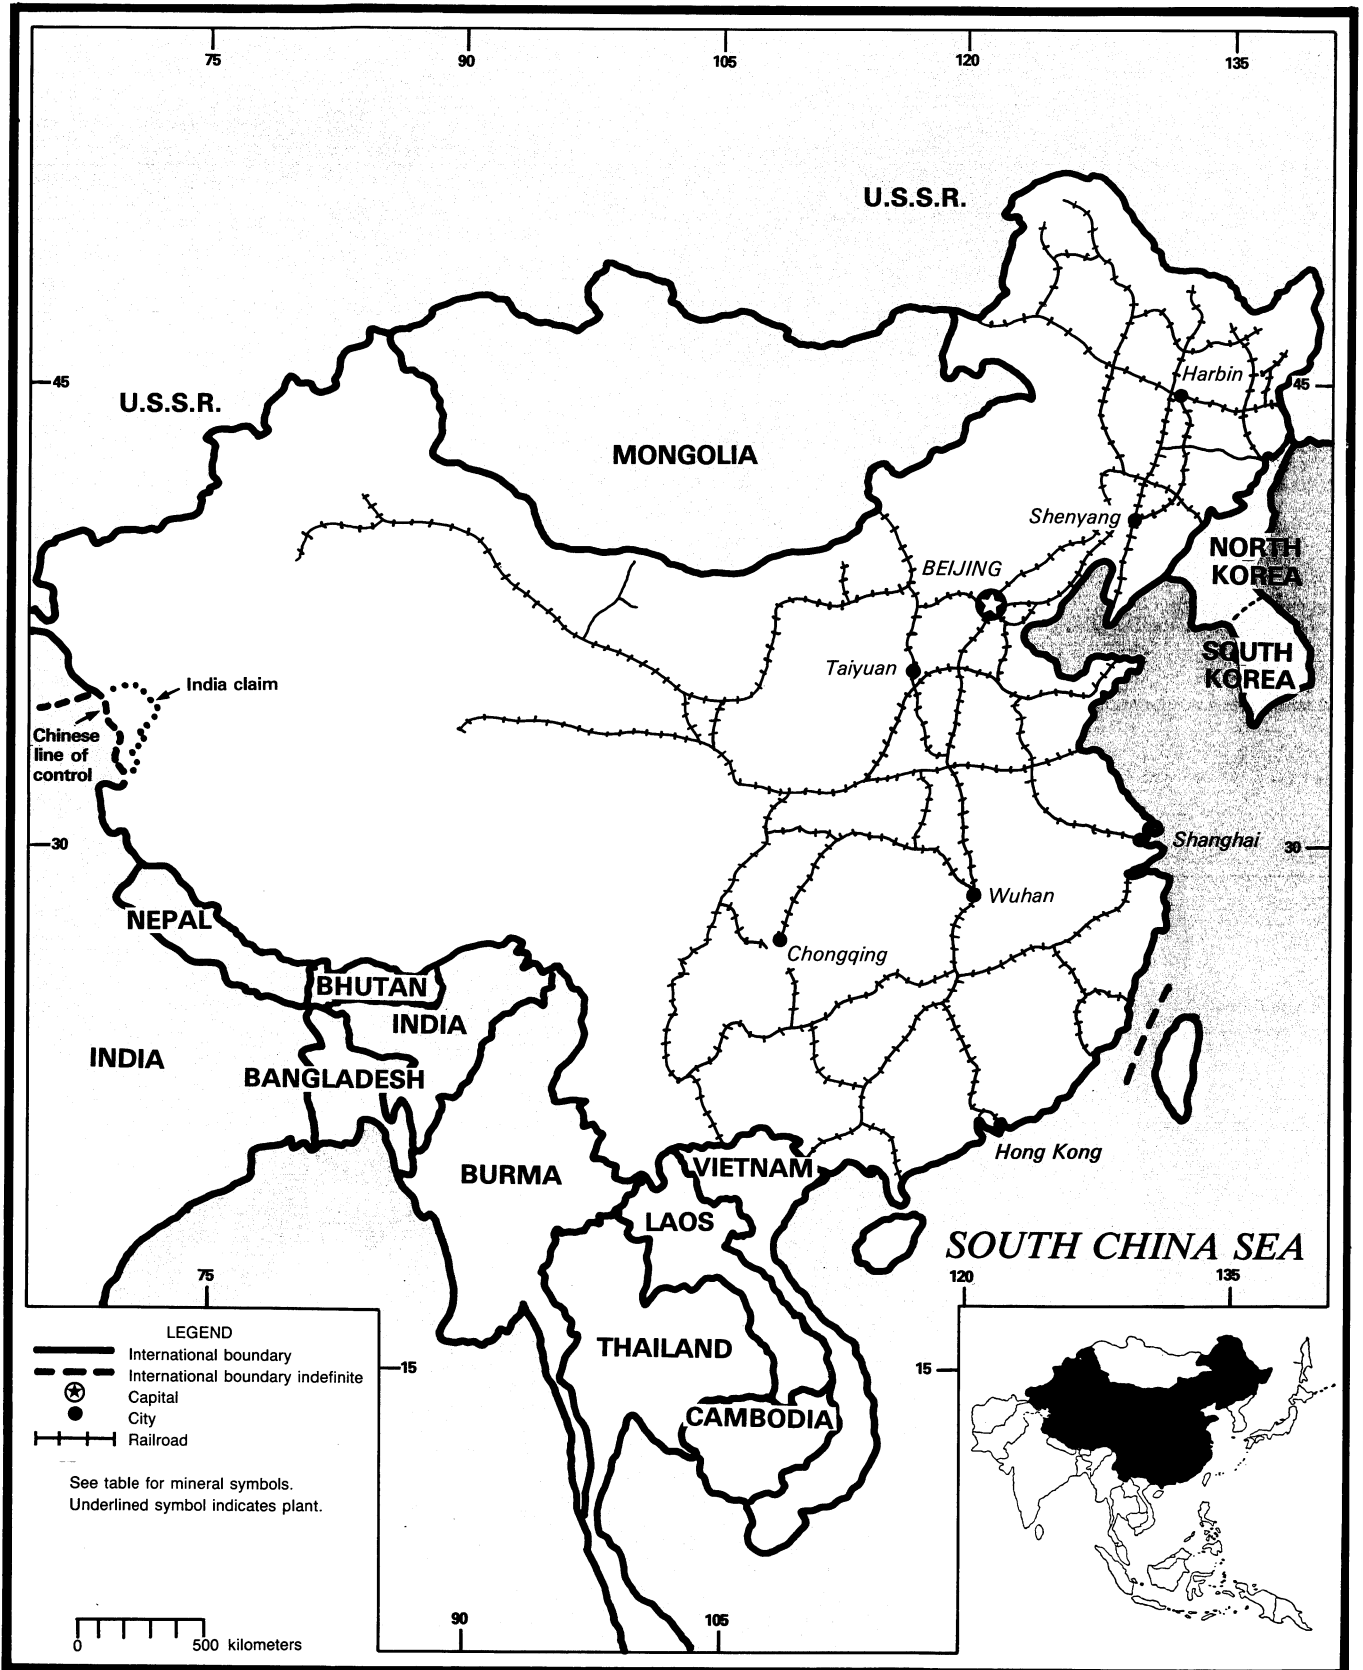 75
90
105
120
135
U.S.S.R.
45
U.S.S.R.
Harbin
45
MONGOLIA
Shenyang
NORTH
KOREA
BEIJING
SOUTH
KOREA
Taiyuan
India claim
Chinese
line of
control
30
Shanghai
30
Wuhan
NEPAL
Chongqing
BHUTAN
INDIA
INDIA
BANGLADESH
Hong Kong
BURMA
VIETNAM
LAOS
SOUTH CHINA SEA
75
120
135
LEGEND
International boundary
International boundary indefinite
Capital
City
Railroad
See table for mineral symbols.
Underlined symbol indicates plant.
THAILAND
15
15
CAMBODIA
90
105
0
500 kilometers